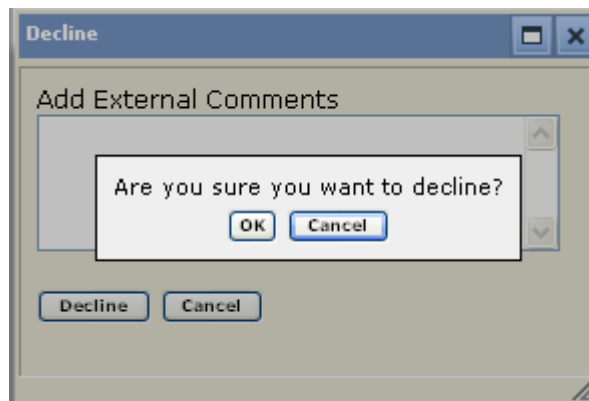 Decline
Add External Comments
Are you sure you want to decline?
OK Cancel
Decline Cancel